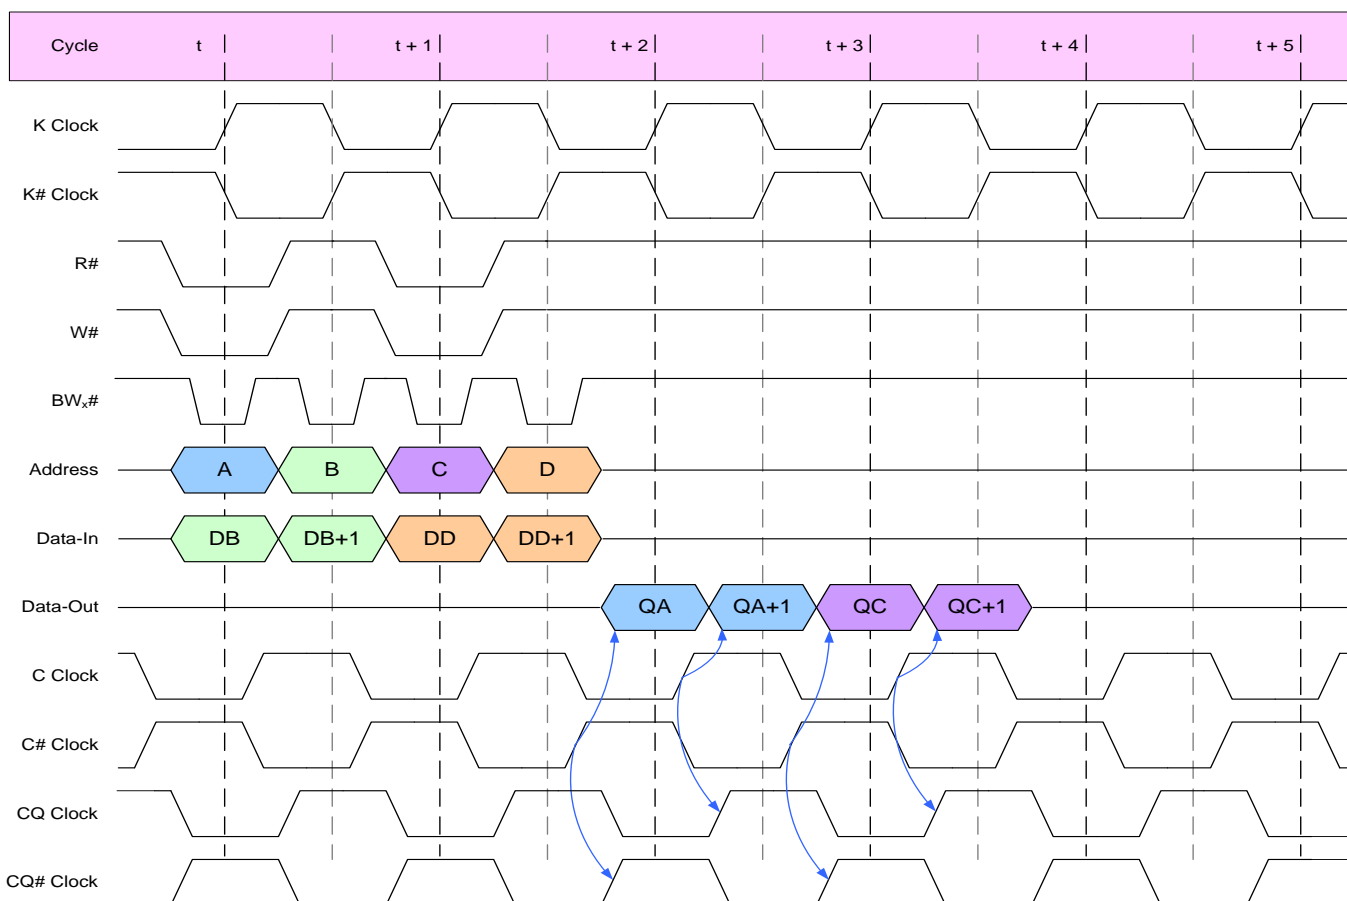 Cycle t t + 1 t + 2 t + 3 t + 4 t + 5
K Clock
K# Clock
R#
W#
BWₓ#
Address A B C D
Data-In DB DB+1 DD DD+1
Data-Out QA QA+1 QC QC+1
C Clock
C# Clock
CQ Clock
CQ# Clock